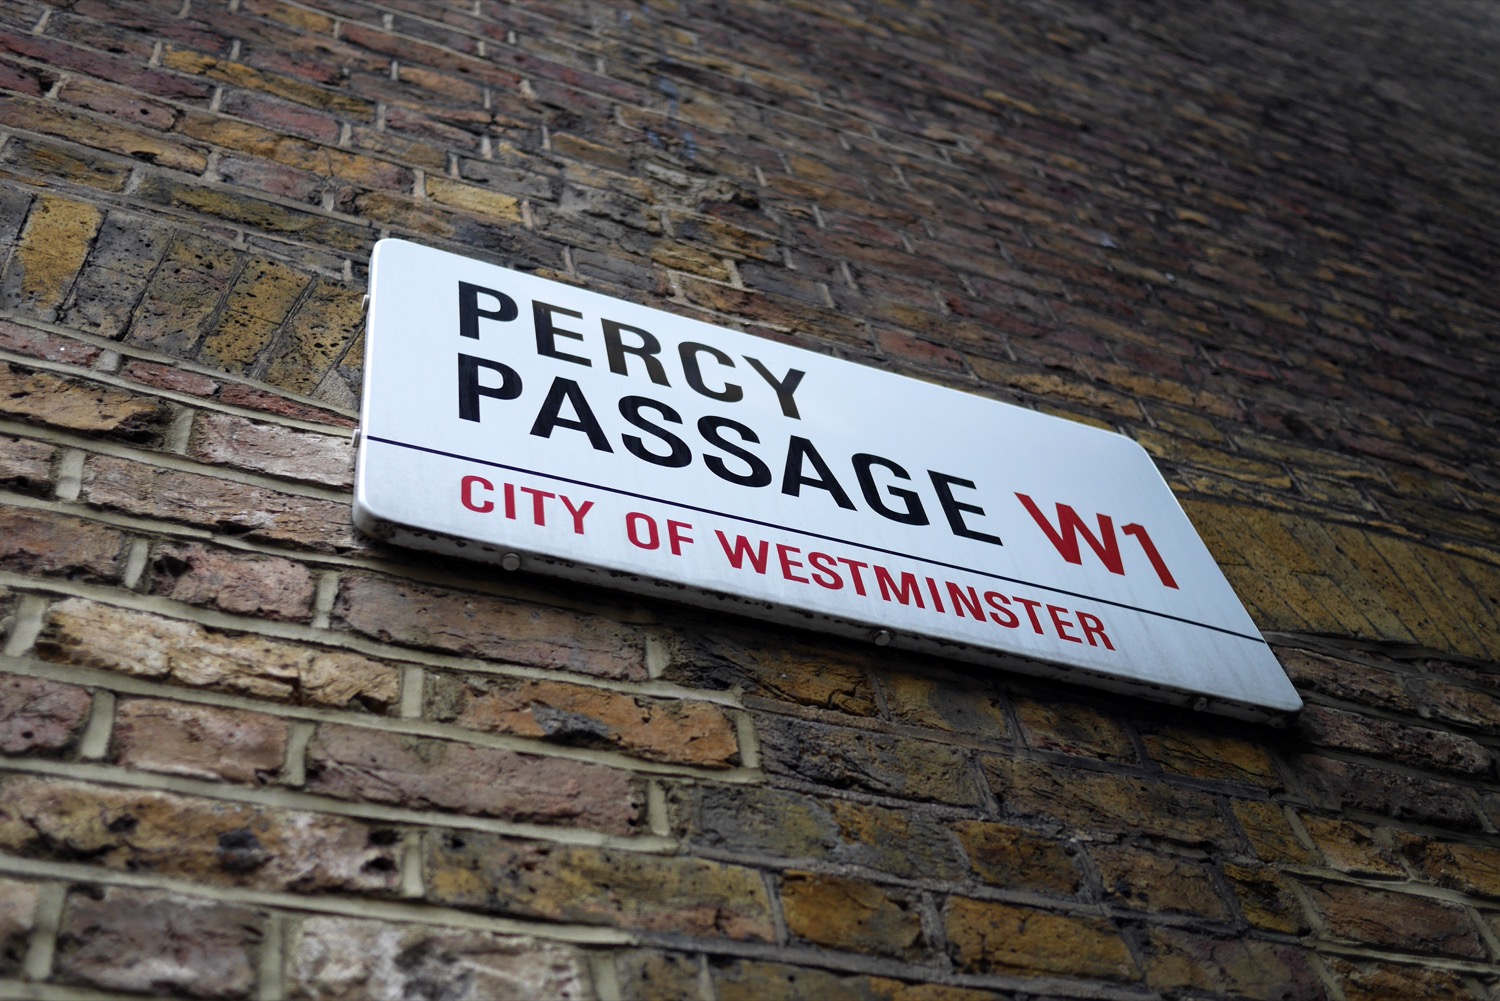 PERCY
PASSAGE W1
CITY OF WESTMINSTER